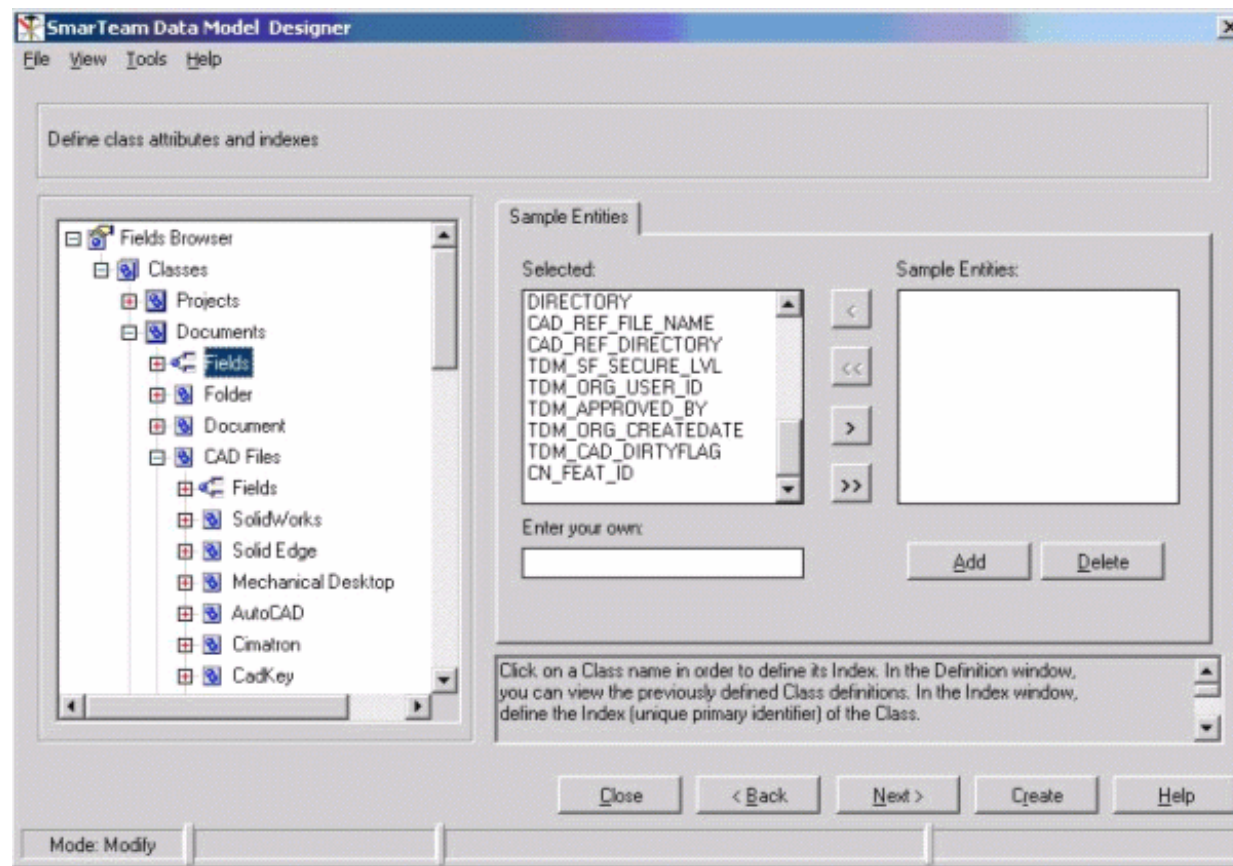 SmarTeam Data Model Designer
File View Tools Help
Define class attributes and indexes
Fields Browser
Classes
Projects
Documents
Fields
Folder
Document
CAD Files
Fields
SolidWorks
Solid Edge
Mechanical Desktop
AutoCAD
Cimatron
CadKey
Sample Entities
Selected:
DIRECTORY
CAD_REF_FILE_NAME
CAD_REF_DIRECTORY
TDM_SF_SECURE_LVL
TDM_ORG_USER_ID
TDM_APPROVED_BY
TDM_ORG_CREATEDATE
TDM_CAD_DIRTYFLAG
CN_FEAT_ID
<
<<
>
>>
Sample Entities:
Enter your own:
Add Delete
Click on a Class name in order to define its Index. In the Definition window,
you can view the previously defined Class definitions. In the Index window,
define the Index (unique primary identifier) of the Class.
Close < Back Next > Create Help
Mode: Modify